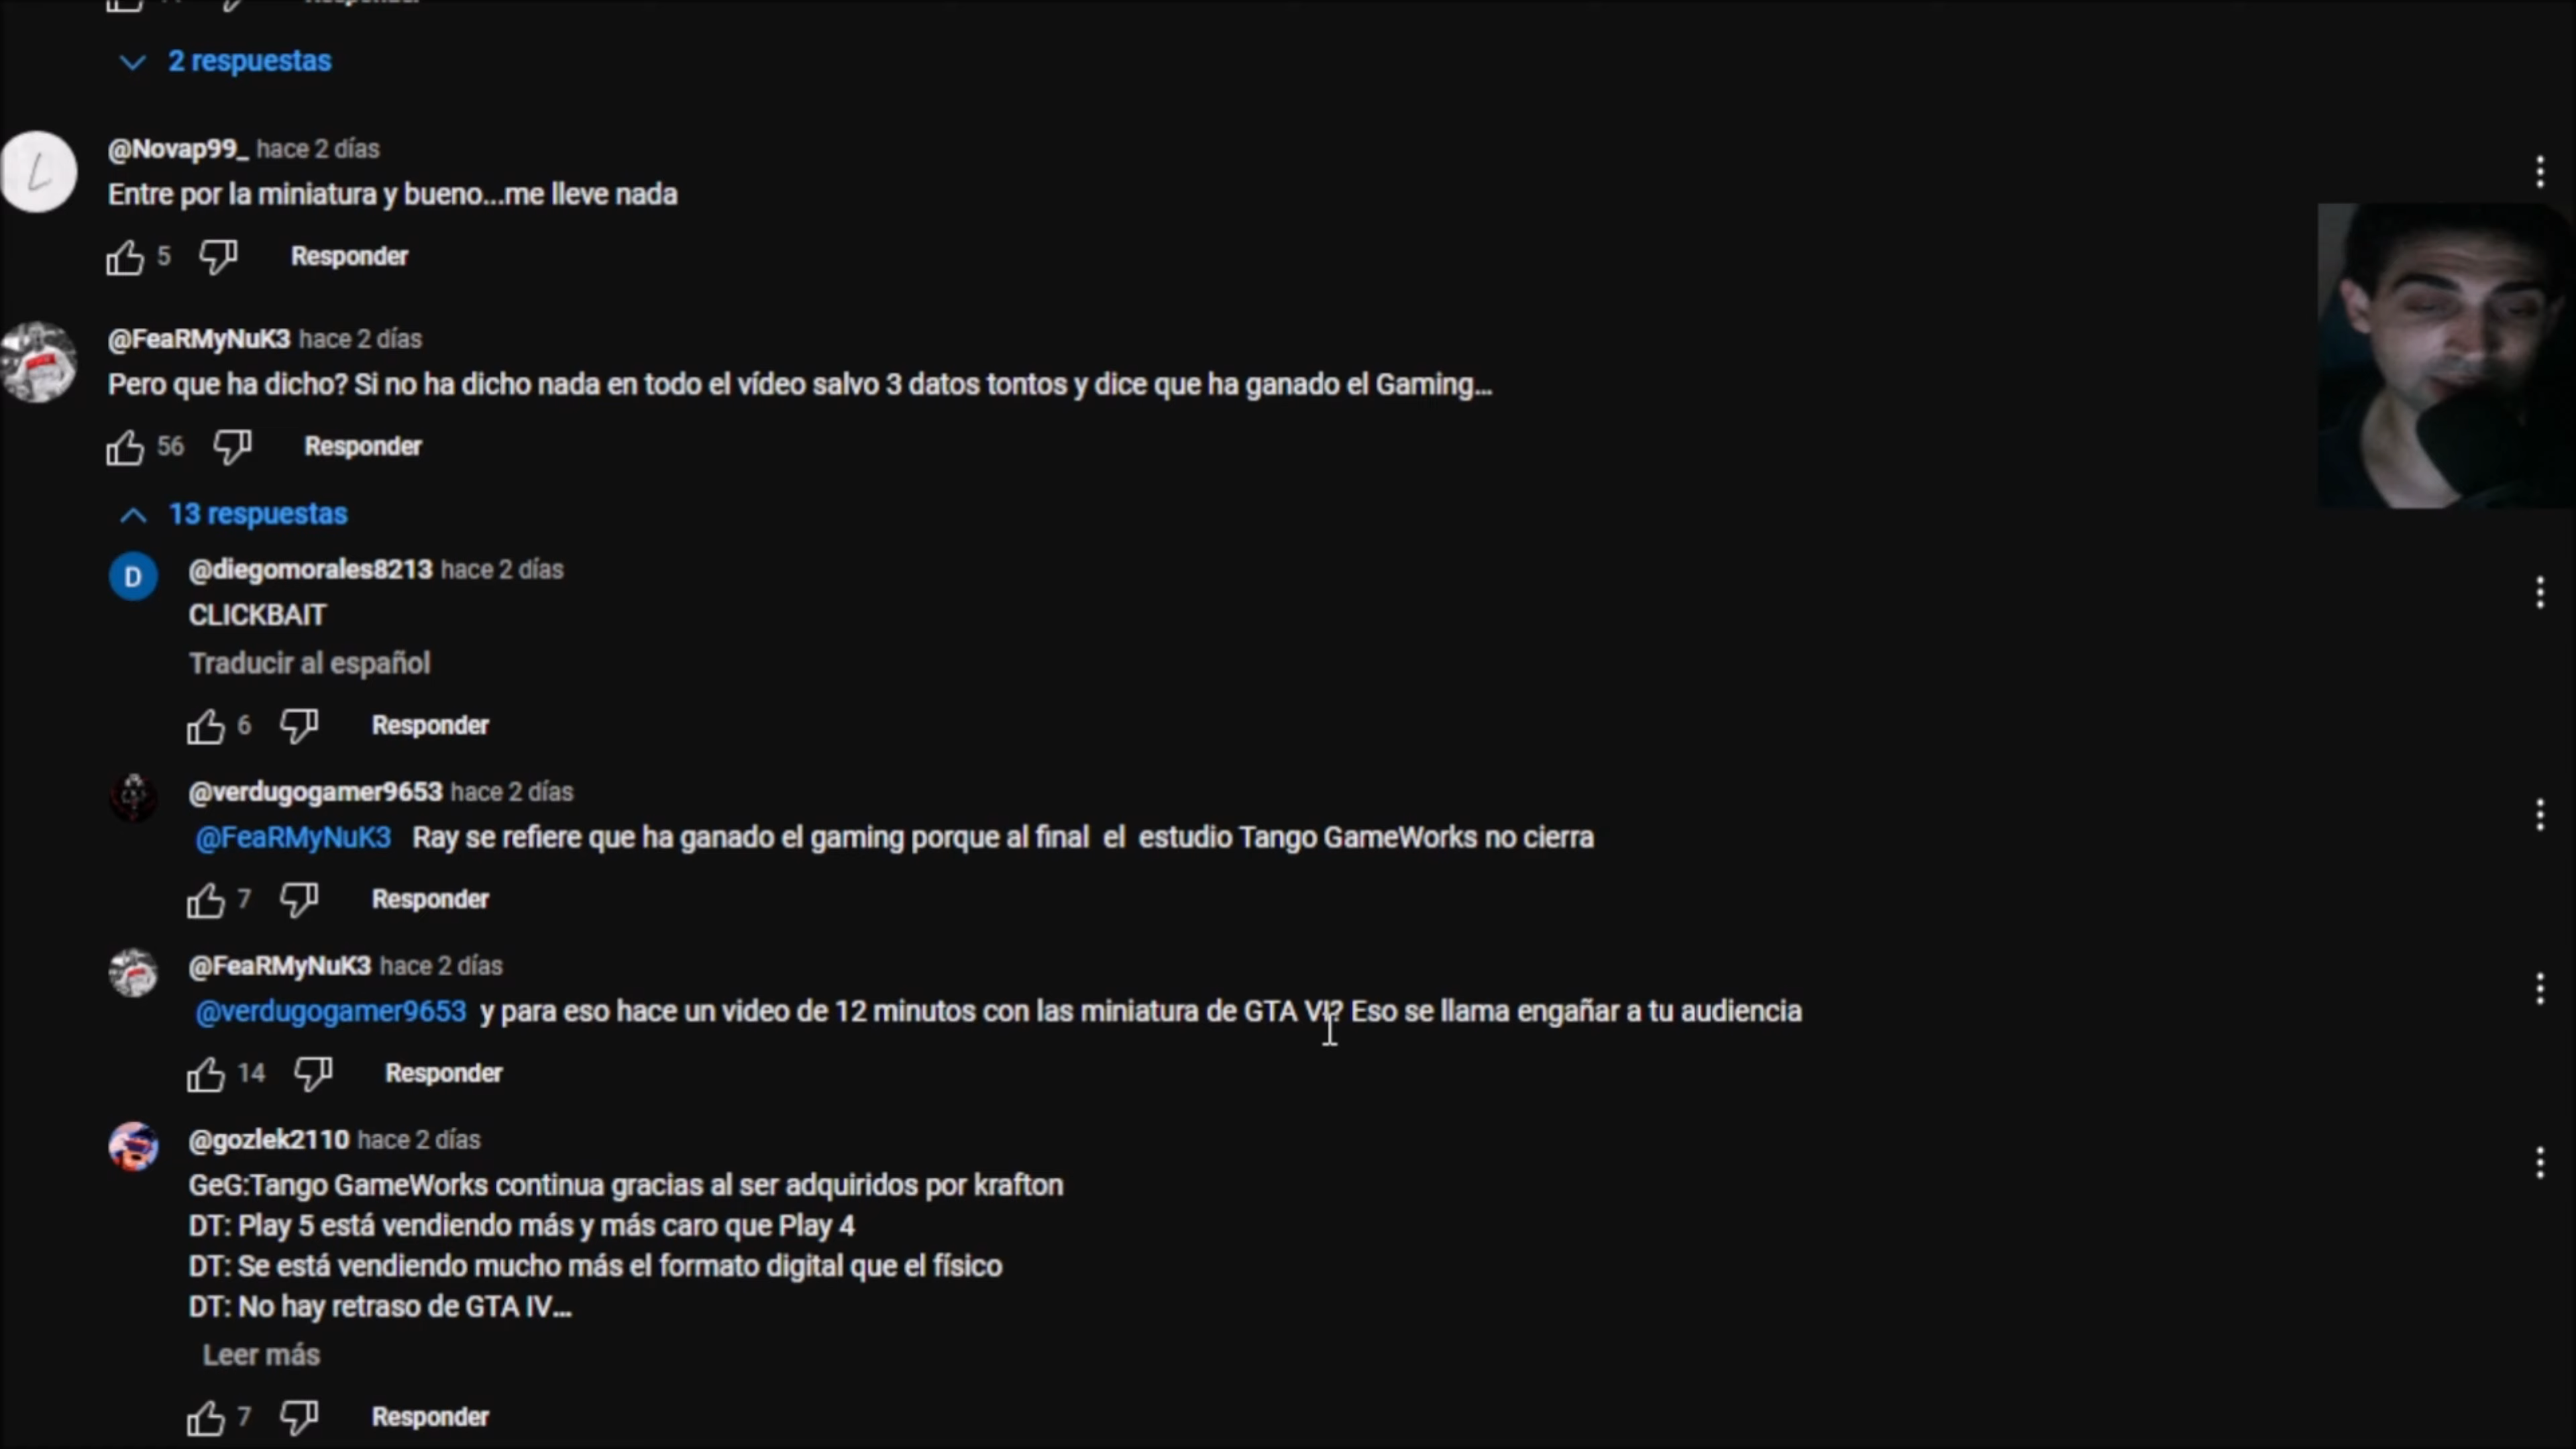 2 respuestas
@Novap99_ hace 2 días
Entre por la miniatura y bueno...me lleve nada
5 Responder
@FeaRMyNuK3 hace 2 días
Pero que ha dicho? Si no ha dicho nada en todo el vídeo salvo 3 datos tontos y dice que ha ganado el Gaming...
56 Responder
13 respuestas
D @diegomorales8213 hace 2 días
CLICKBAIT
Traducir al español
6 Responder
@verdugogamer9653 hace 2 días
@FeaRMyNuK3 Ray se refiere que ha ganado el gaming porque al final el estudio Tango GameWorks no cierra
7 Responder
@FeaRMyNuK3 hace 2 días
@verdugogamer9653 y para eso hace un video de 12 minutos con las miniatura de GTA VI? Eso se llama engañar a tu audiencia
14 Responder
@gozlek2110 hace 2 días
GeG:Tango GameWorks continua gracias al ser adquiridos por krafton
DT: Play 5 está vendiendo más y más caro que Play 4
DT: Se está vendiendo mucho más el formato digital que el físico
DT: No hay retraso de GTA IV...
Leer más
7 Responder